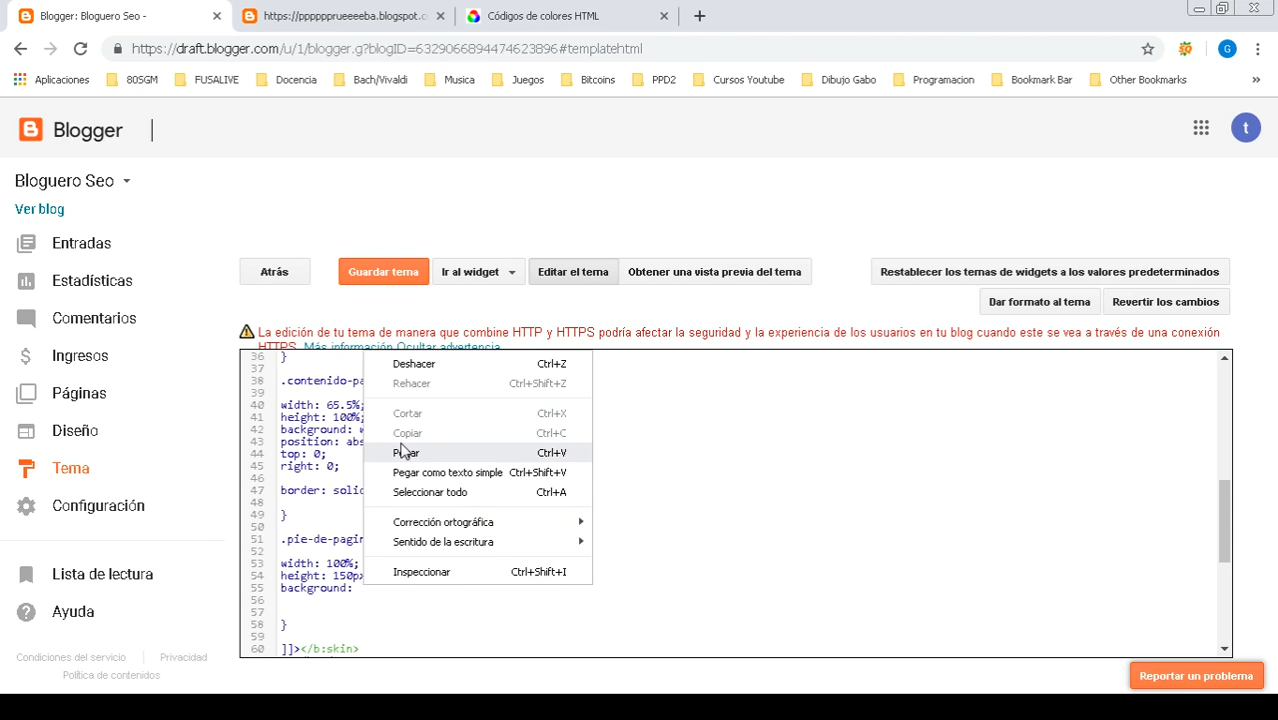 Blogger: Bloguero Seo -
https://pppppprueeeeba.blogspot.c
Códigos de colores HTML
https://draft.blogger.com/u/1/blogger.g?blogID=6329066894474623896#templatehtml
G
Aplicaciones 80SGM FUSALIVE Docencia Bach/Vivaldi Musica Juegos Bitcoins PPD2 Cursos Youtube Dibujo Gabo Programacion Bookmark Bar Other Bookmarks »
Blogger
t
Bloguero Seo
Ver blog
Entradas
Estadísticas
Comentarios
Ingresos
Páginas
Diseño
Tema
Configuración
Lista de lectura
Ayuda
Condiciones del servicio Privacidad
Política de contenidos
Atrás Guardar tema Ir al widget Editar el tema Obtener una vista previa del tema Restablecer los temas de widgets a los valores predeterminados
Dar formato al tema Revertir los cambios
La edición de tu tema de manera que combine HTTP y HTTPS podría afectar la seguridad y la experiencia de los usuarios en tu blog cuando este se vea a través de una conexión
HTTPS. Más información Ocultar advertencia
36 }
37
38 .contenido-pa
39
40 width: 65.5%;
41 height: 100%;
42 background: w
43 position: abs
44 top: 0;
45 right: 0;
46
47 border: solid
48
49 }
50
51 .pie-de-pagin
52
53 width: 100%;
54 height: 150px
55 background:
56
57
58 }
59
60 ]]></b:skin>
Deshacer Ctrl+Z
Rehacer Ctrl+Shift+Z
Cortar Ctrl+X
Copiar Ctrl+C
Pegar Ctrl+V
Pegar como texto simple Ctrl+Shift+V
Seleccionar todo Ctrl+A
Corrección ortográfica
Sentido de la escritura
Inspeccionar Ctrl+Shift+I
Reportar un problema